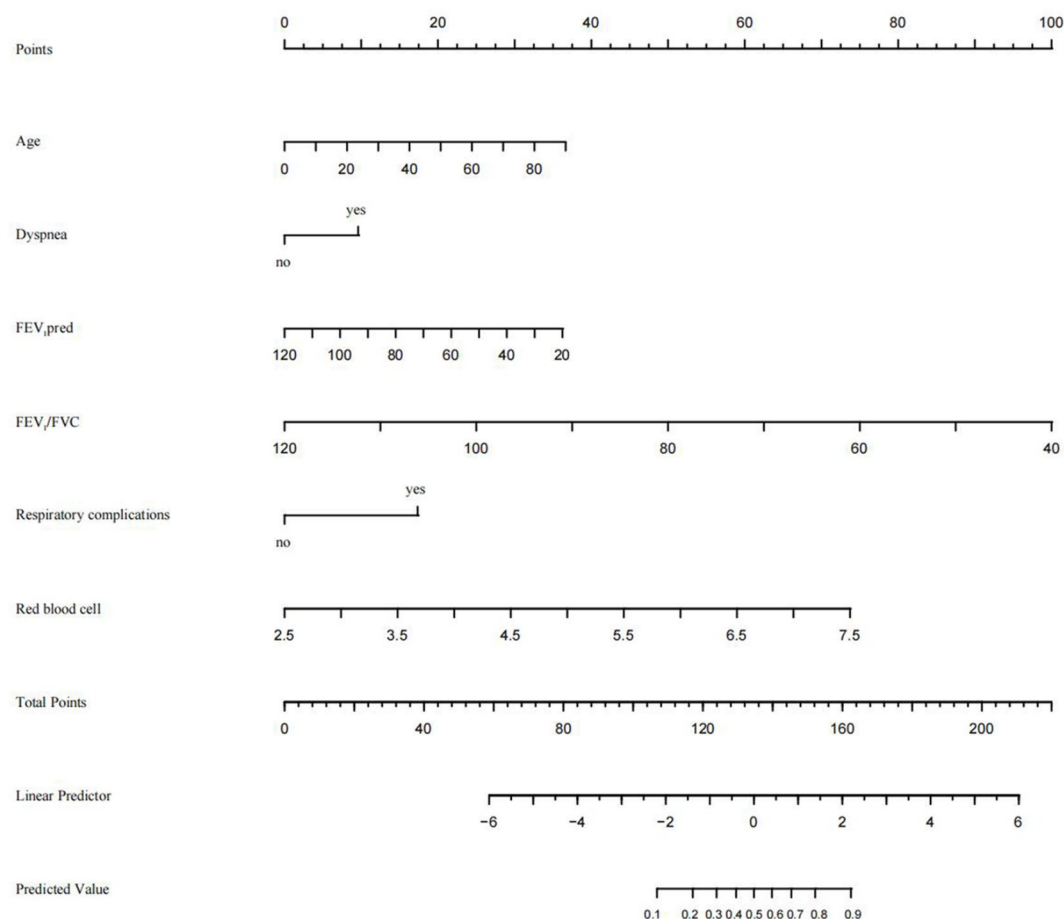 0 20 40 60 80 100
Points
Age
0 20 40 60 80
yes
Dyspnea
no
FEV₁pred
120 100 80 60 40 20
FEV₁/FVC
120 100 80 60 40
yes
Respiratory complications
no
Red blood cell
2.5 3.5 4.5 5.5 6.5 7.5
Total Points
0 40 80 120 160 200
Linear Predictor
−6 −4 −2 0 2 4 6
Predicted Value
0.1 0.2 0.3 0.4 0.5 0.6 0.7 0.8 0.9